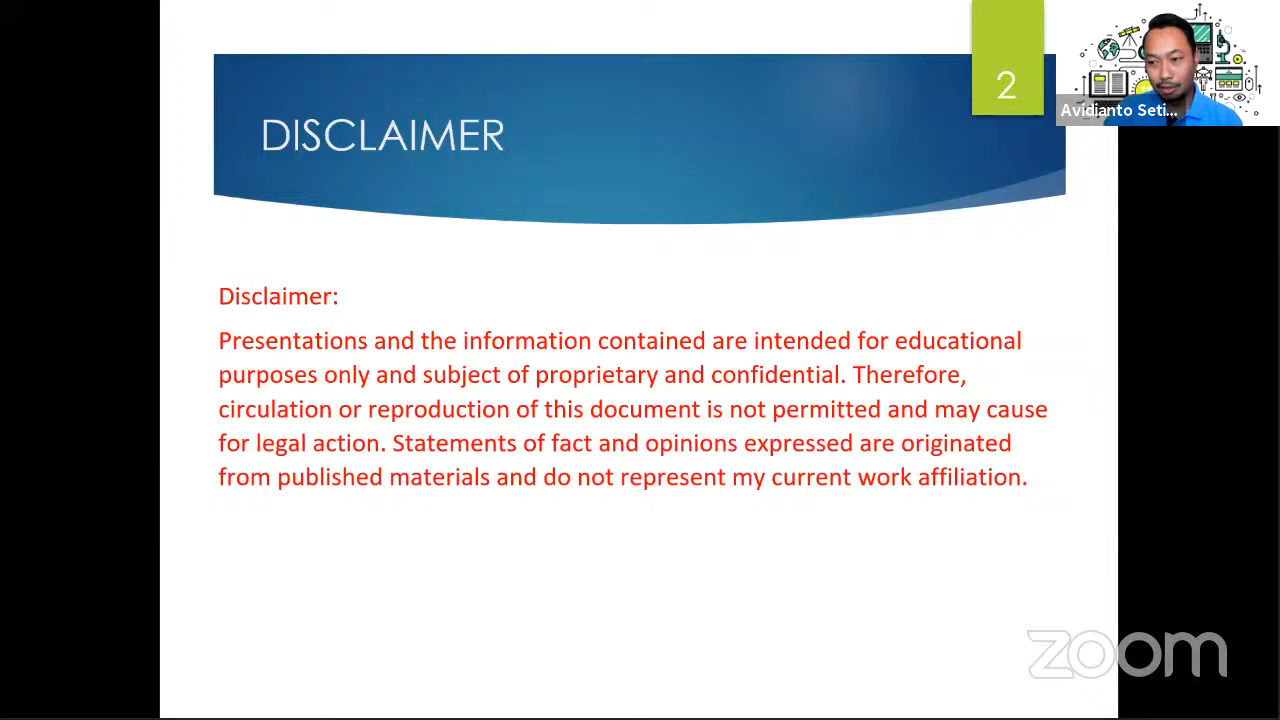 2
DISCLAIMER
Avidianto Seti...
Disclaimer:
Presentations and the information contained are intended for educational
purposes only and subject of proprietary and confidential. Therefore,
circulation or reproduction of this document is not permitted and may cause
for legal action. Statements of fact and opinions expressed are originated
from published materials and do not represent my current work affiliation.
zoom